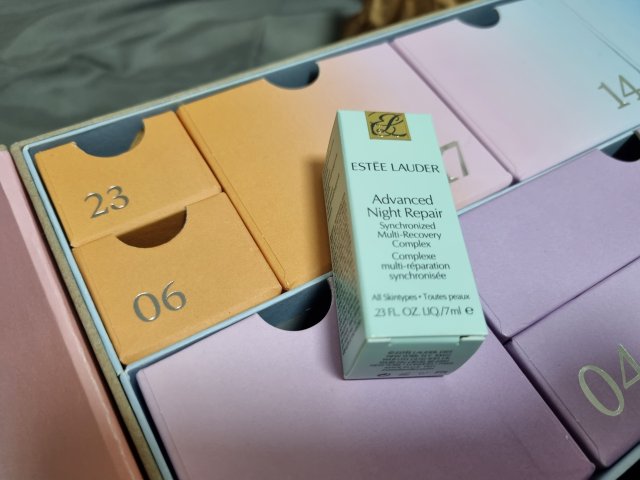 14
23
17
06
04
ESTĒE LAUDER
Advanced
Night Repair
Synchronized
Multi-Recovery
Complex
Complexe
multi-réparation
synchronisée
All Skintypes • Toutes peaux
.23 FL. OZ. LIQ./7ml e